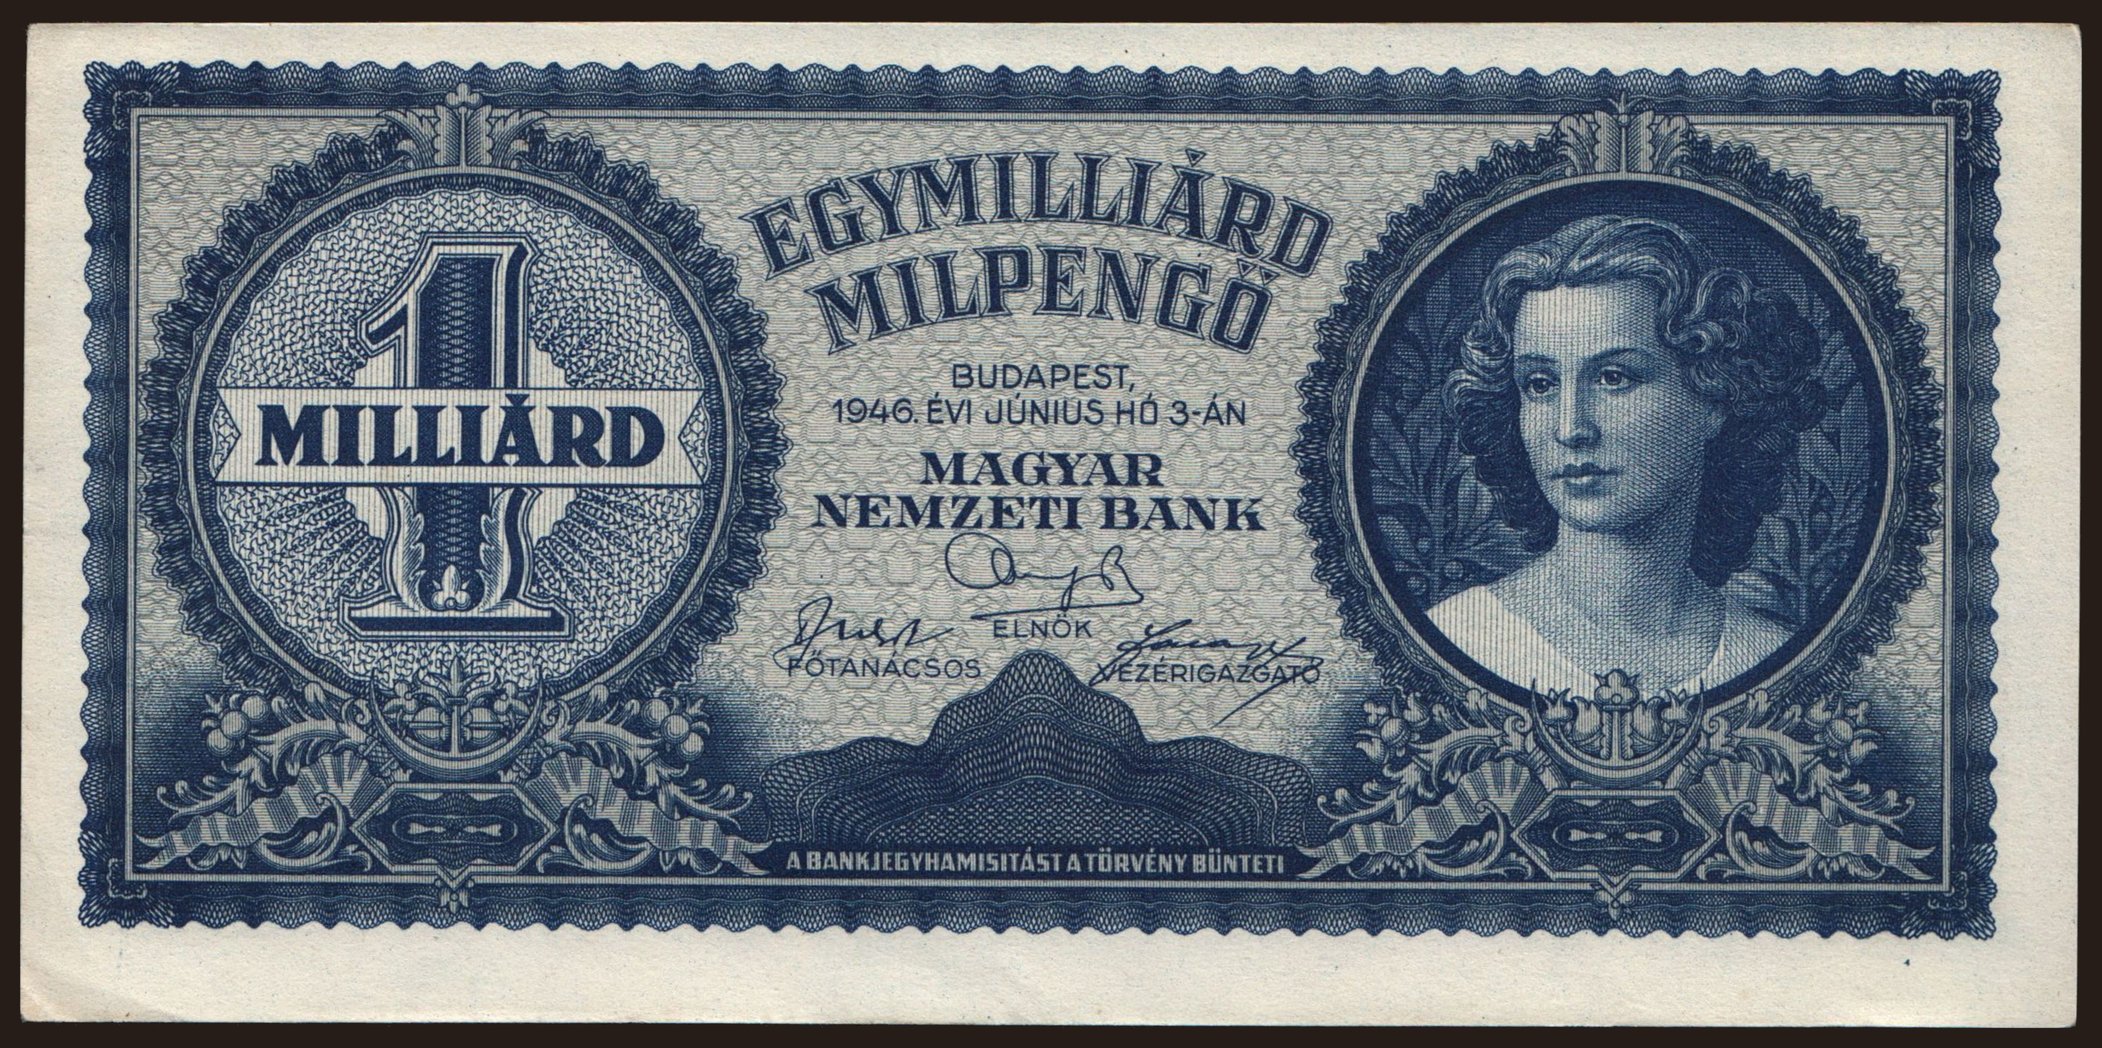 EGYMILLIÁRD
MILPENGŐ
1
MILLIÁRD
BUDAPEST,
1946. ÉVI JÚNIUS HÓ 3-ÁN
MAGYAR
NEMZETI BANK
ELNÖK
FŐTANÁCSOS
VEZÉRIGAZGATÓ
A BANKJEGYHAMISITÁST A TÖRVÉNY BÜNTETI